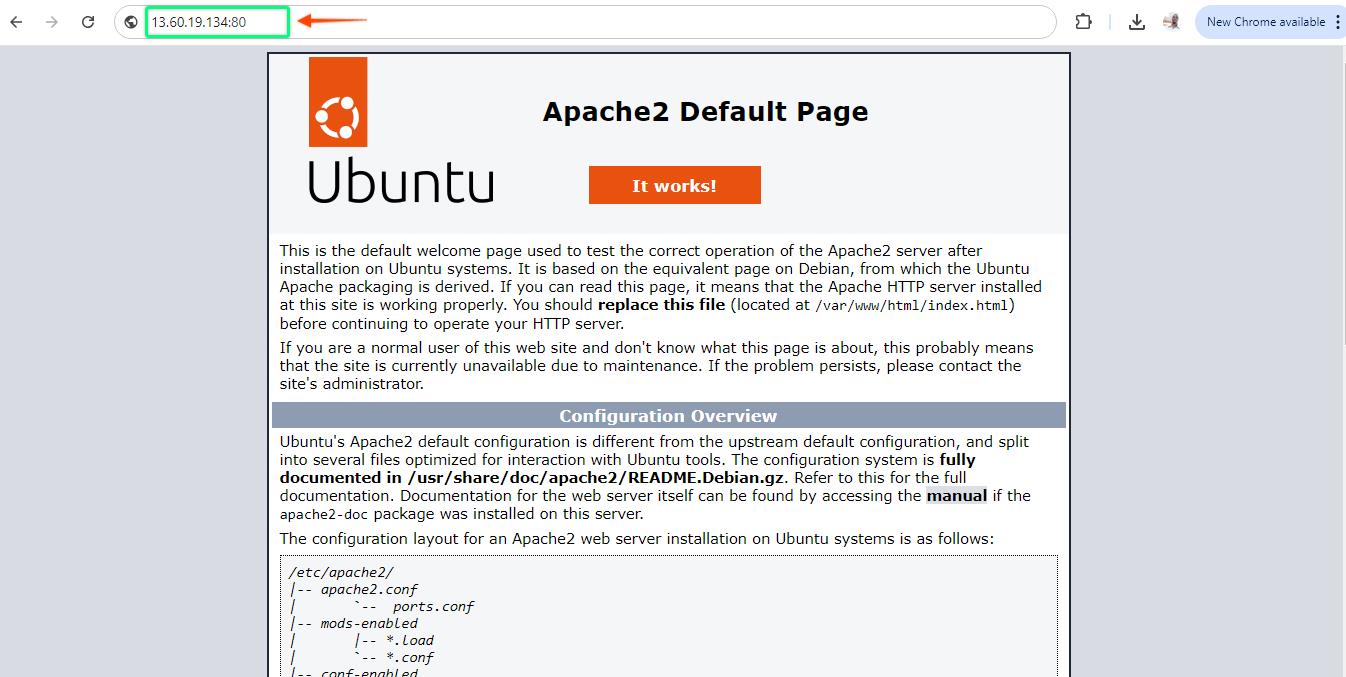 13.60.19.134:80
New Chrome available
Apache2 Default Page
Ubuntu
It works!
This is the default welcome page used to test the correct operation of the Apache2 server after
installation on Ubuntu systems. It is based on the equivalent page on Debian, from which the Ubuntu
Apache packaging is derived. If you can read this page, it means that the Apache HTTP server installed
at this site is working properly. You should replace this file (located at /var/www/html/index.html)
before continuing to operate your HTTP server.
If you are a normal user of this web site and don't know what this page is about, this probably means
that the site is currently unavailable due to maintenance. If the problem persists, please contact the
site's administrator.
Configuration Overview
Ubuntu's Apache2 default configuration is different from the upstream default configuration, and split
into several files optimized for interaction with Ubuntu tools. The configuration system is fully
documented in /usr/share/doc/apache2/README.Debian.gz. Refer to this for the full
documentation. Documentation for the web server itself can be found by accessing the manual if the
apache2-doc package was installed on this server.
The configuration layout for an Apache2 web server installation on Ubuntu systems is as follows:
/etc/apache2/
|-- apache2.conf
|       `--  ports.conf
|-- mods-enabled
|       |-- *.load
|       `-- *.conf
|-- conf-enabled